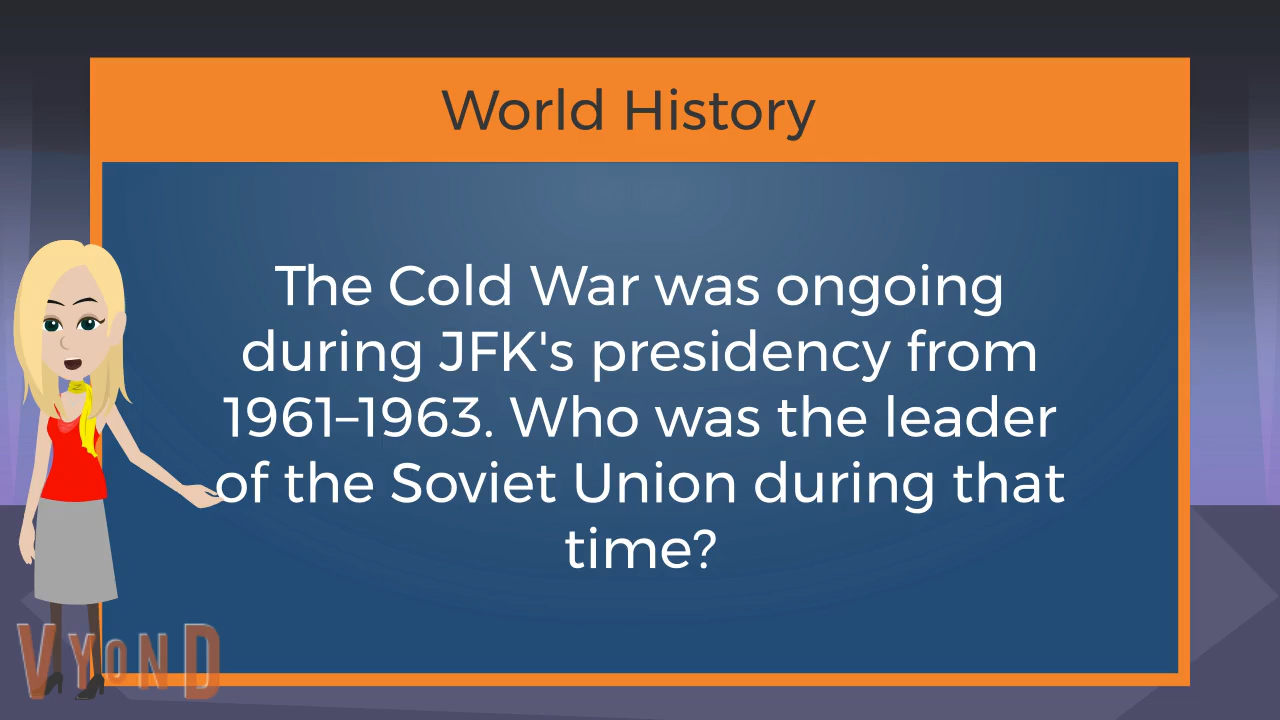 World History
The Cold War was ongoing
during JFK's presidency from
1961–1963. Who was the leader
of the Soviet Union during that
time?
VYOND